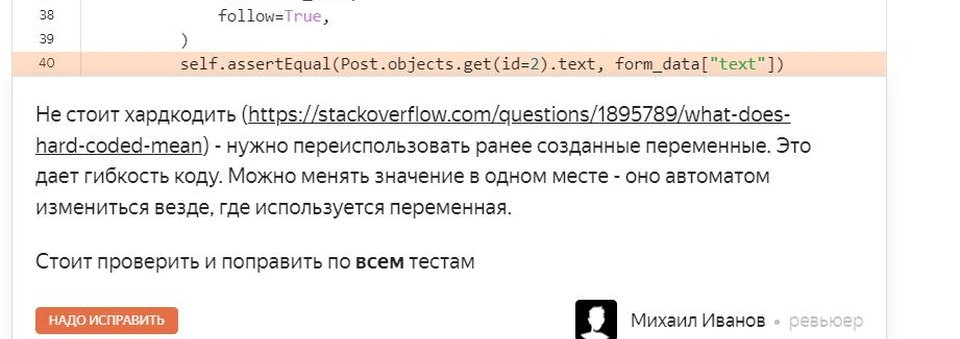 38 follow=True,
39 )
40 self.assertEqual(Post.objects.get(id=2).text, form_data["text"])
Не стоит хардкодить (https://stackoverflow.com/questions/1895789/what-does-
hard-coded-mean) - нужно переиспользовать ранее созданные переменные. Это
дает гибкость коду. Можно менять значение в одном месте - оно автоматом
измениться везде, где используется переменная.
Стоит проверить и поправить по всем тестам
НАДО ИСПРАВИТЬ
Михаил Иванов • ревьюер